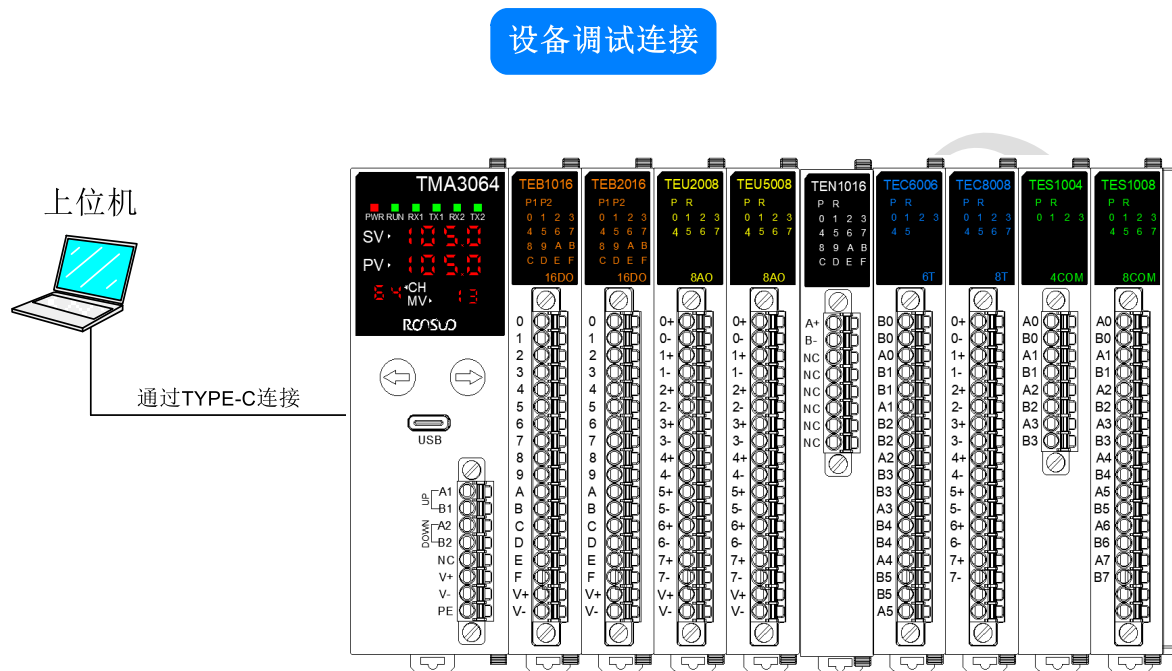 设备调试连接
上位机
通过TYPE-C连接
TMA3064
PWR RUN RX1 TX1 RX2 TX2
SV 105.0
PV 105.0
64 CH
MV 13
USB
UP
A1
B1
DOWN
A2
B2
NC
V+
V-
PE
TEB1016
P1 P2
0 1 2 3
4 5 6 7
8 9 A B
C D E F
16DO
0
1
2
3
4
5
6
7
8
9
A
B
C
D
E
F
V+
V-
TEB2016
P1 P2
0 1 2 3
4 5 6 7
8 9 A B
C D E F
16DO
0
1
2
3
4
5
6
7
8
9
A
B
C
D
E
F
V+
V-
TEU2008
P R
0 1 2 3
4 5 6 7
8AO
0+
0-
1+
1-
2+
2-
3+
3-
4+
4-
5+
5-
6+
6-
7+
7-
V+
V-
TEU5008
P R
0 1 2 3
4 5 6 7
8AO
0+
0-
1+
1-
2+
2-
3+
3-
4+
4-
5+
5-
6+
6-
7+
7-
V+
V-
TEN1016
P R
0 1 2 3
4 5 6 7
8 9 A B
C D E F
A+
B-
NC
NC
NC
NC
NC
NC
TEC6006
P R
0 1 2 3
4 5
6T
B0
B0
A0
B1
B1
A1
B2
B2
A2
B3
B3
A3
B4
B4
A4
B5
B5
A5
TEC8008
P R
0 1 2 3
4 5 6 7
8T
0+
0-
1+
1-
2+
2-
3+
3-
4+
4-
5+
5-
6+
6-
7+
7-
TES1004
P R
0 1 2 3
4COM
A0
B0
A1
B1
A2
B2
A3
B3
TES1008
P R
0 1 2 3
4 5 6 7
8COM
A0
B0
A1
B1
A2
B2
A3
B3
A4
B4
A5
B5
A6
B6
A7
B7